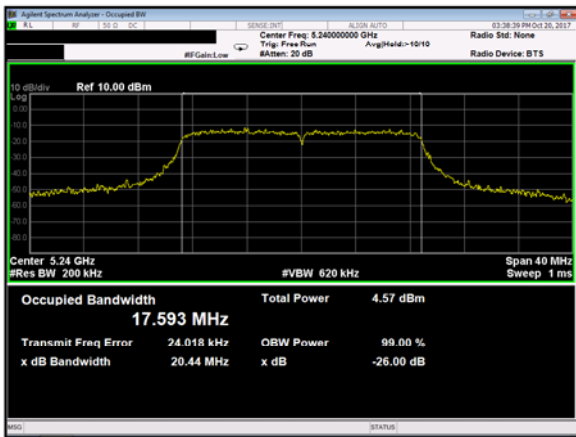 Agilent Spectrum Analyzer - Occupied BW
RL RF 50 Ω DC SENSE:INT ALIGN AUTO 03:38:39 PM Oct 20, 2017
Center Freq: 5.240000000 GHz Radio Std: None
Trig: Free Run Avg|Hold:>10/10
#IFGain:Low #Atten: 20 dB Radio Device: BTS
10 dB/div Ref 10.00 dBm
Log
0.00
-10.0
-20.0
-30.0
-40.0
-50.0
-60.0
-70.0
-80.0
Center 5.24 GHz Span 40 MHz
#Res BW 200 kHz #VBW 620 kHz Sweep 1 ms
Occupied Bandwidth Total Power 4.57 dBm
17.593 MHz
Transmit Freq Error 24.018 kHz OBW Power 99.00 %
x dB Bandwidth 20.44 MHz x dB -26.00 dB
MSG STATUS